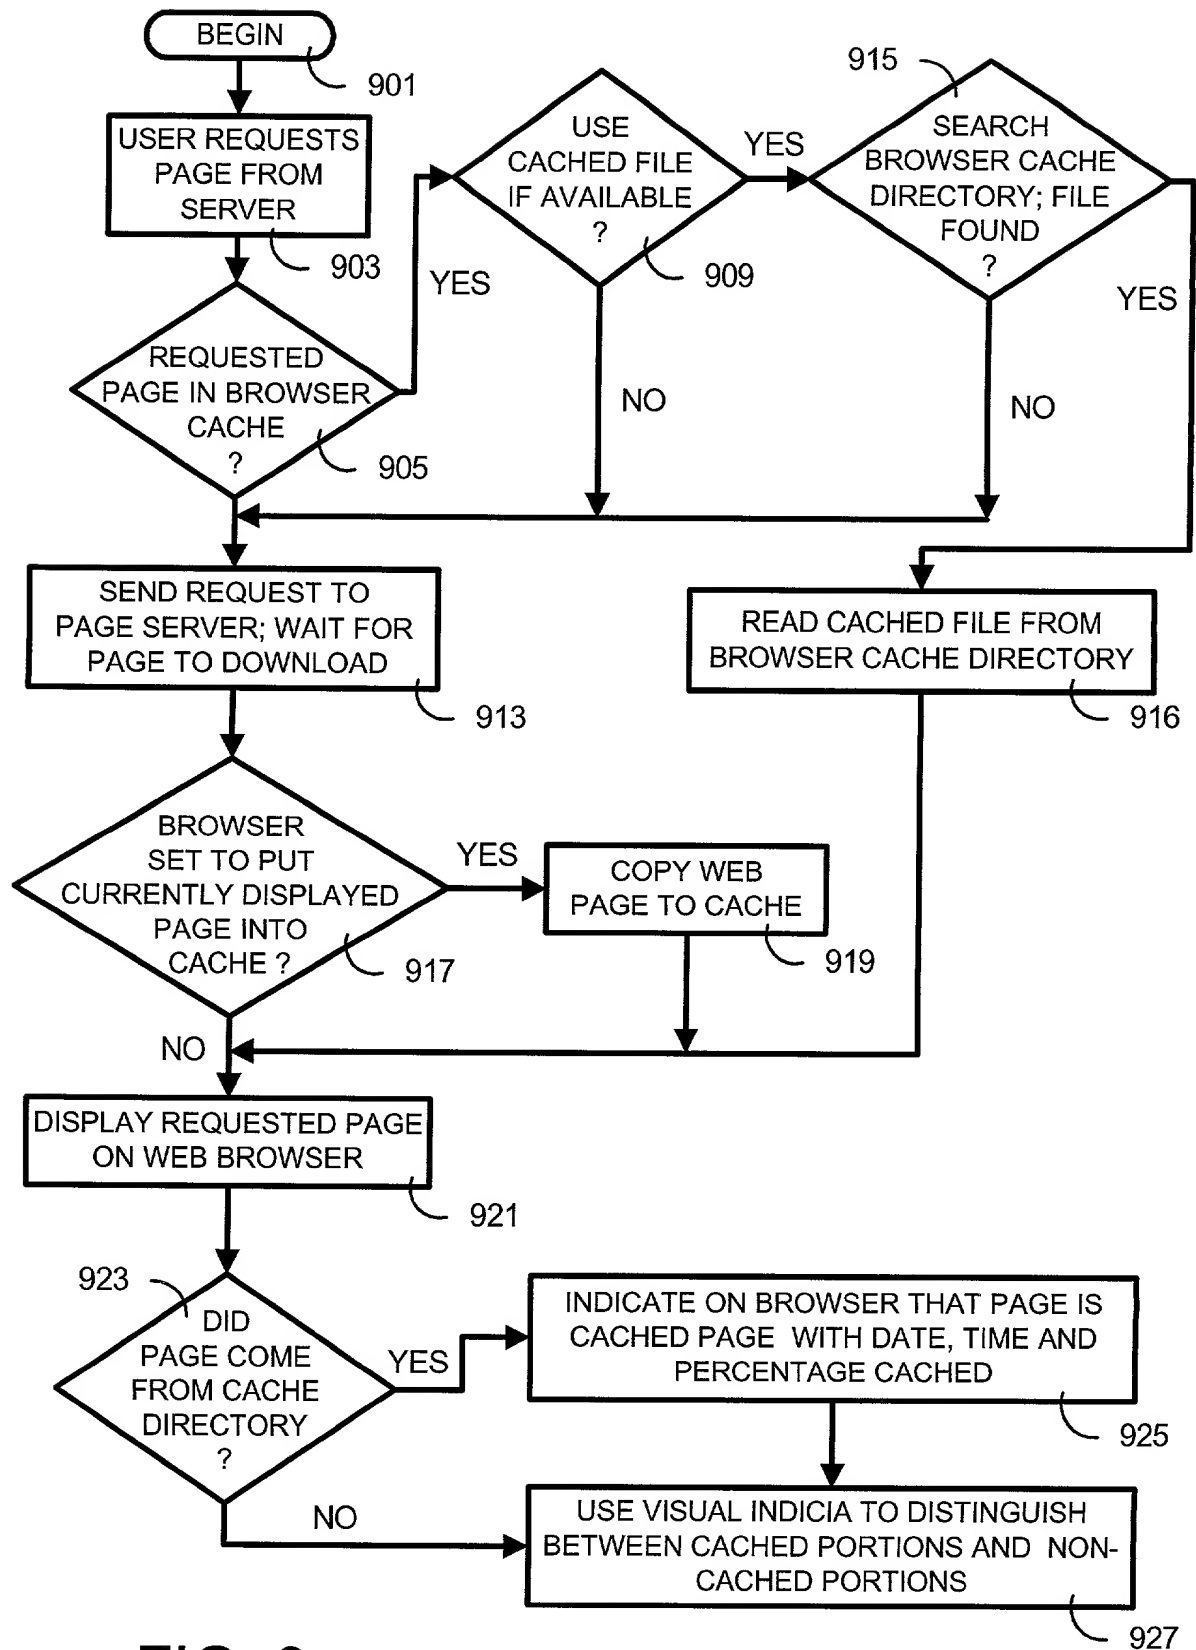 BEGIN
901
USER REQUESTS
PAGE FROM
SERVER
903
REQUESTED
PAGE IN BROWSER
CACHE
?
905
YES
USE
CACHED FILE
IF AVAILABLE
?
909
YES
NO
915
SEARCH
BROWSER CACHE
DIRECTORY; FILE
FOUND
?
YES
NO
SEND REQUEST TO
PAGE SERVER; WAIT FOR
PAGE TO DOWNLOAD
913
READ CACHED FILE FROM
BROWSER CACHE DIRECTORY
916
BROWSER
SET TO PUT
CURRENTLY DISPLAYED
PAGE INTO
CACHE ?
917
YES
COPY WEB
PAGE TO CACHE
919
NO
DISPLAY REQUESTED PAGE
ON WEB BROWSER
921
923
DID
PAGE COME
FROM CACHE
DIRECTORY
?
YES
INDICATE ON BROWSER THAT PAGE IS
CACHED PAGE WITH DATE, TIME AND
PERCENTAGE CACHED
925
NO
USE VISUAL INDICIA TO DISTINGUISH
BETWEEN CACHED PORTIONS AND NON-
CACHED PORTIONS
927